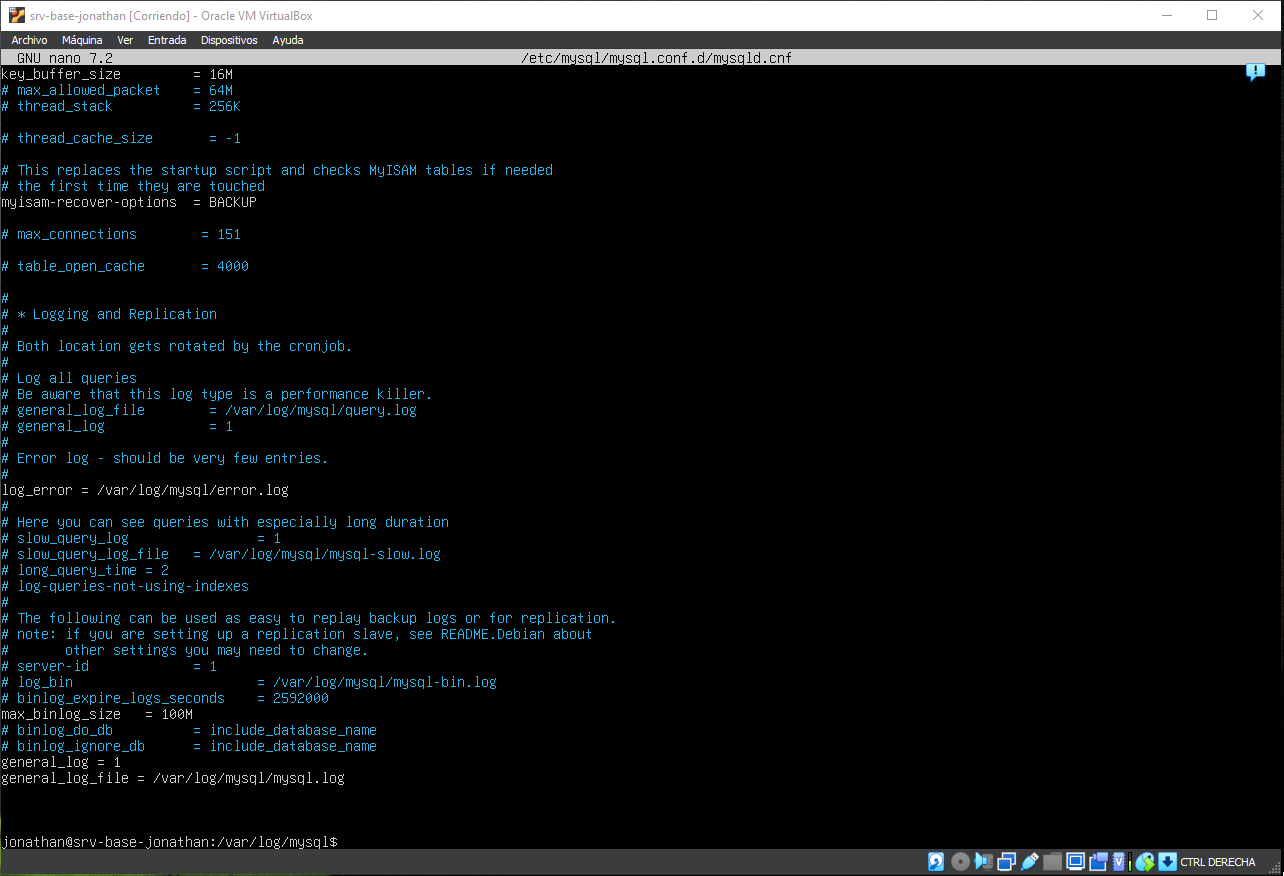 srv-base-jonathan [Corriendo] - Oracle VM VirtualBox
Archivo Máquina Ver Entrada Dispositivos Ayuda
GNU nano 7.2 /etc/mysql/mysql.conf.d/mysqld.cnf
key_buffer_size = 16M
# max_allowed_packet = 64M
# thread_stack = 256K
# thread_cache_size = -1
# This replaces the startup script and checks MyISAM tables if needed
# the first time they are touched
myisam-recover-options = BACKUP
# max_connections = 151
# table_open_cache = 4000
#
# * Logging and Replication
#
# Both location gets rotated by the cronjob.
#
# Log all queries
# Be aware that this log type is a performance killer.
# general_log_file = /var/log/mysql/query.log
# general_log = 1
#
# Error log - should be very few entries.
#
log_error = /var/log/mysql/error.log
#
# Here you can see queries with especially long duration
# slow_query_log = 1
# slow_query_log_file = /var/log/mysql/mysql-slow.log
# long_query_time = 2
# log-queries-not-using-indexes
#
# The following can be used as easy to replay backup logs or for replication.
# note: if you are setting up a replication slave, see README.Debian about
# other settings you may need to change.
# server-id = 1
# log_bin = /var/log/mysql/mysql-bin.log
# binlog_expire_logs_seconds = 2592000
max_binlog_size = 100M
# binlog_do_db = include_database_name
# binlog_ignore_db = include_database_name
general_log = 1
general_log_file = /var/log/mysql/mysql.log
jonathan@srv-base-jonathan:/var/log/mysql$
CTRL DERECHA